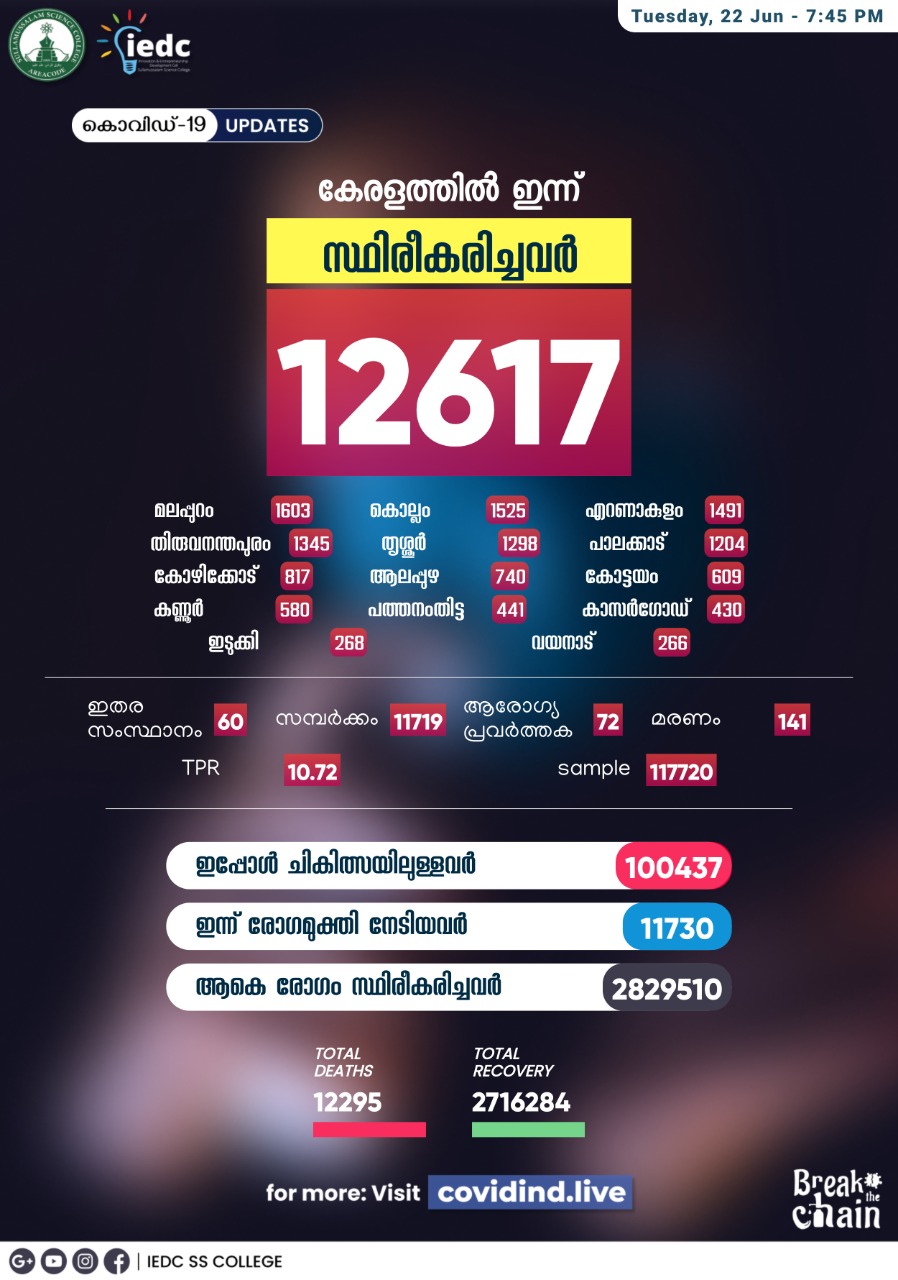 Tuesday, 22 Jun - 7:45 PM
SULLAMUSSALAM SCIENCE COLLEGE
AREACODE
iedc
കൊവിഡ്-19 UPDATES
കേരളത്തിൽ ഇന്ന്
സ്ഥിരീകരിച്ചവർ
12617
മലപ്പുറം 1603 കൊല്ലം 1525 എറണാകുളം 1491
തിരുവനന്തപുരം 1345 തൃശ്ശൂർ 1298 പാലക്കാട് 1204
കോഴിക്കോട് 817 ആലപ്പുഴ 740 കോട്ടയം 609
കണ്ണൂർ 580 പത്തനംതിട്ട 441 കാസർഗോഡ് 430
ഇടുക്കി 268 വയനാട് 266
ഇതര
സംസ്ഥാനം 60 സമ്പർക്കം 11719 ആരോഗ്യ
പ്രവർത്തക 72 മരണം 141
TPR 10.72 sample 117720
ഇപ്പോൾ ചികിത്സയിലുള്ളവർ 100437
ഇന്ന് രോഗമുക്തി നേടിയവർ 11730
ആകെ രോഗം സ്ഥിരീകരിച്ചവർ 2829510
TOTAL
DEATHS
12295
TOTAL
RECOVERY
2716284
for more: Visit covidind.live
Break
the
chain
G+ | IEDC SS COLLEGE